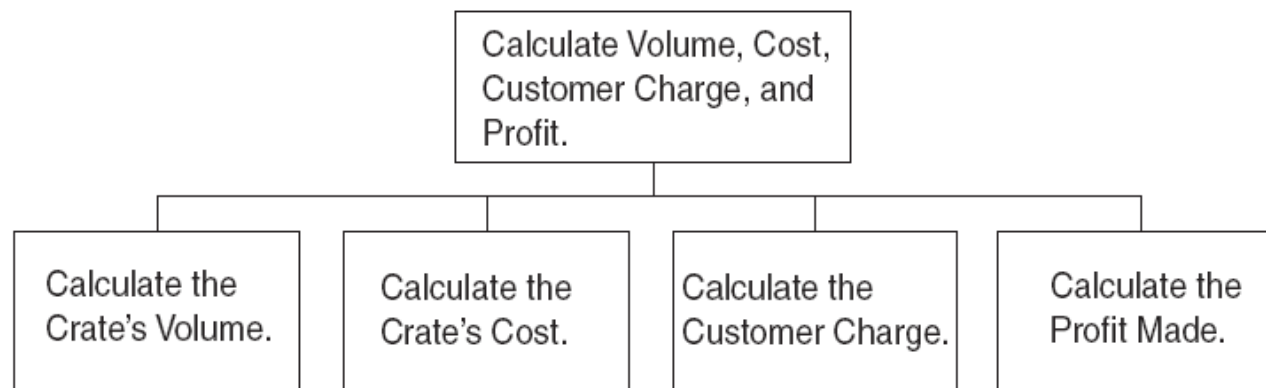 Calculate Volume, Cost,
Customer Charge, and
Profit.
Calculate the
Crate’s Volume.
Calculate the
Crate’s Cost.
Calculate the
Customer Charge.
Calculate the
Profit Made.